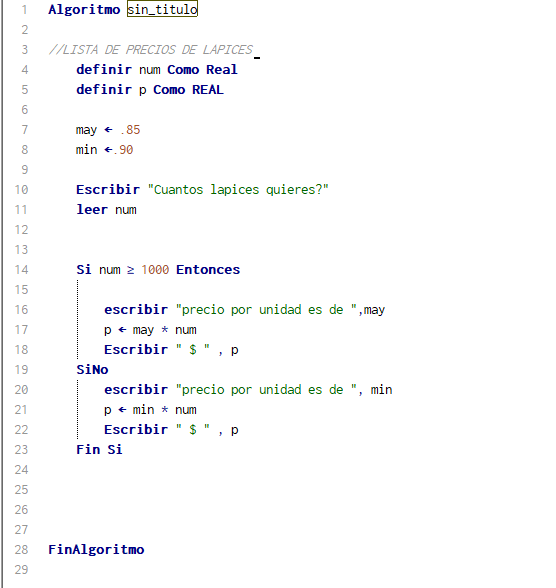 1 Algoritmo sin_titulo
2
3 //LISTA DE PRECIOS DE LAPICES
4 definir num Como Real
5 definir p Como REAL
6
7 may ← .85
8 min ←.90
9
10 Escribir "Cuantos lapices quieres?"
11 leer num
12
13
14 Si num ≥ 1000 Entonces
15
16 escribir "precio por unidad es de ",may
17 p ← may * num
18 Escribir " $ " , p
19 SiNo
20 escribir "precio por unidad es de ", min
21 p ← min * num
22 Escribir " $ " , p
23 Fin Si
24
25
26
27
28 FinAlgoritmo
29